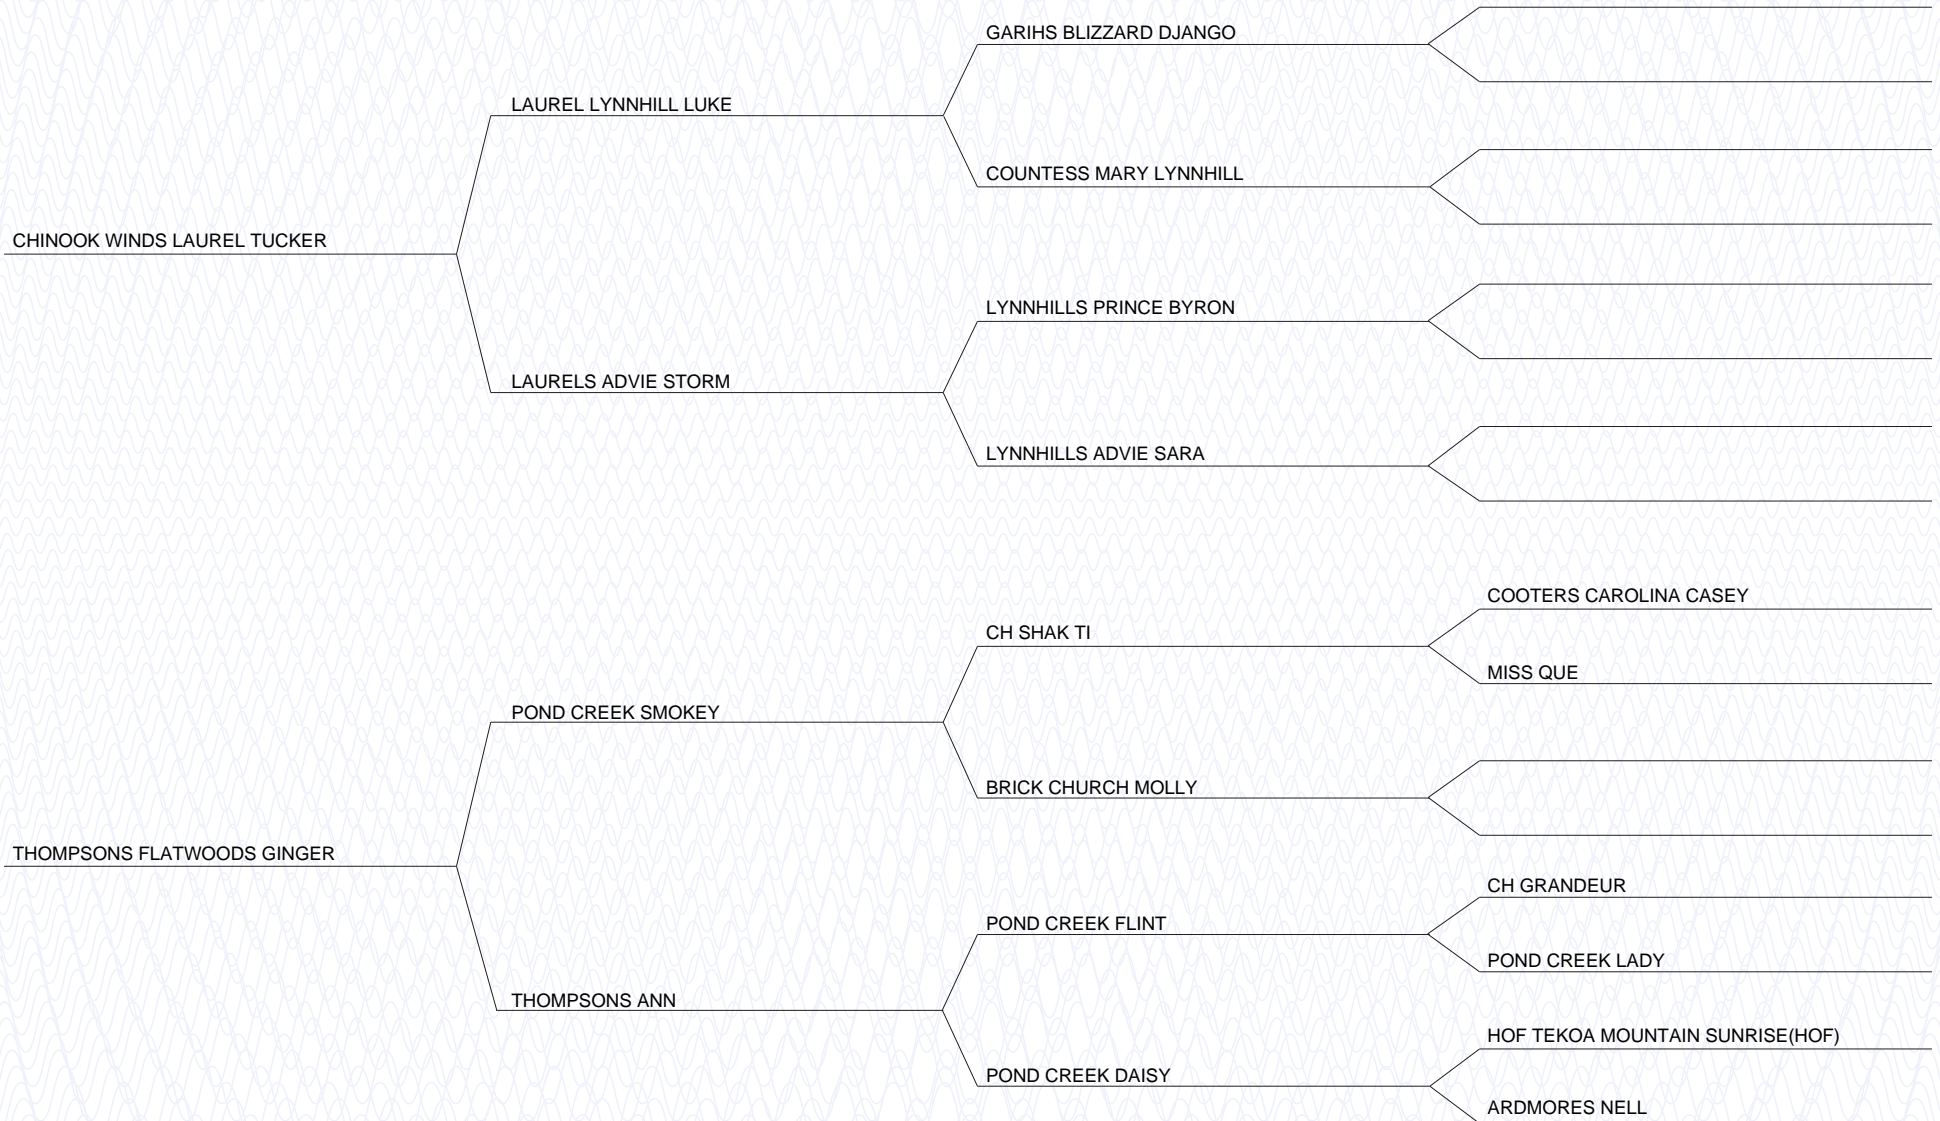 GARIHS BLIZZARD DJANGO
LAUREL LYNNHILL LUKE
COUNTESS MARY LYNNHILL
CHINOOK WINDS LAUREL TUCKER
LYNNHILLS PRINCE BYRON
LAURELS ADVIE STORM
LYNNHILLS ADVIE SARA
COOTERS CAROLINA CASEY
CH SHAK TI
MISS QUE
POND CREEK SMOKEY
BRICK CHURCH MOLLY
THOMPSONS FLATWOODS GINGER
CH GRANDEUR
POND CREEK FLINT
POND CREEK LADY
THOMPSONS ANN
HOF TEKOA MOUNTAIN SUNRISE(HOF)
POND CREEK DAISY
ARDMORES NELL